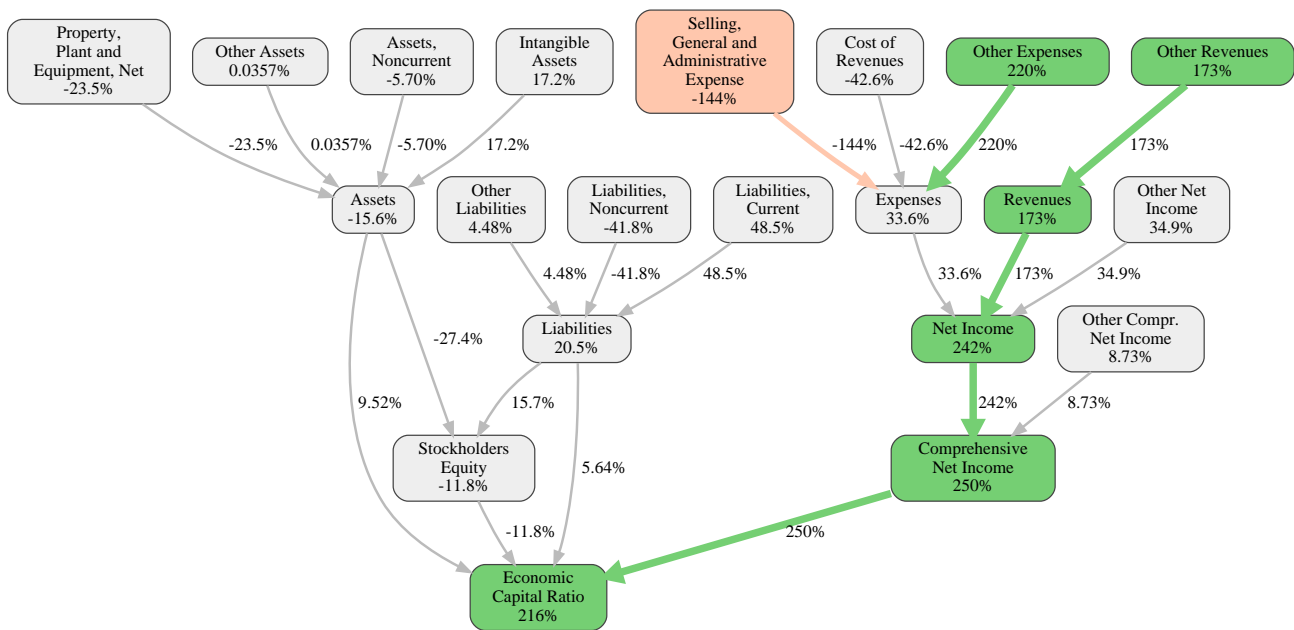 Property,
Plant and
Equipment, Net
-23.5%
Other Assets
0.0357%
Assets,
Noncurrent
-5.70%
Intangible
Assets
17.2%
Selling,
General and
Administrative
Expense
-144%
Cost of
Revenues
-42.6%
Other Expenses
220%
Other Revenues
173%
-23.5%
0.0357%
-5.70%
17.2%
-144%
-42.6%
220%
173%
Assets
-15.6%
Other
Liabilities
4.48%
Liabilities,
Noncurrent
-41.8%
Liabilities,
Current
48.5%
Expenses
33.6%
Revenues
173%
Other Net
Income
34.9%
4.48%
-41.8%
48.5%
33.6%
173%
34.9%
-27.4%
Liabilities
20.5%
Net Income
242%
Other Compr.
Net Income
8.73%
9.52%
15.7%
242%
8.73%
Stockholders
Equity
-11.8%
5.64%
Comprehensive
Net Income
250%
-11.8%
250%
Economic
Capital Ratio
216%